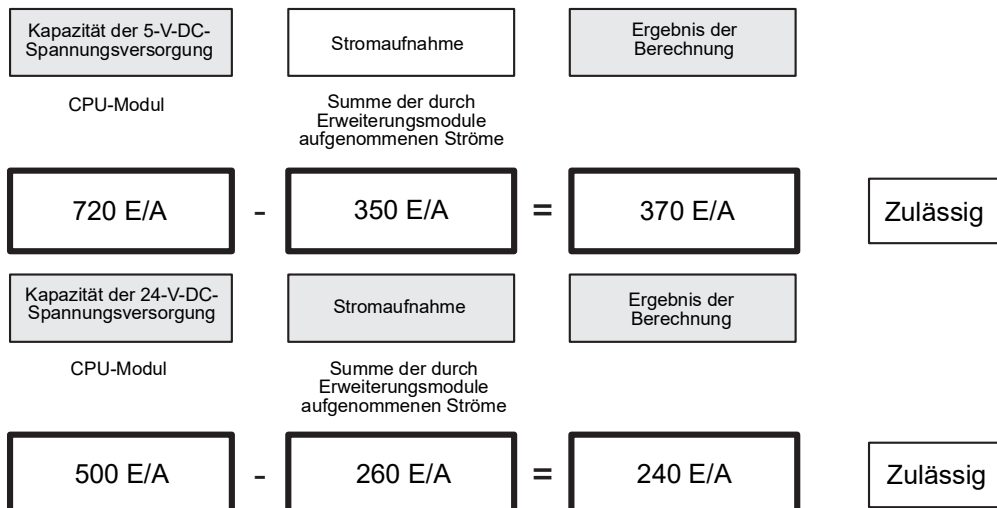 Kapazität der 5-V-DC-
Spannungsversorgung
Stromaufnahme
Ergebnis der
Berechnung
CPU-Modul
Summe der durch
Erweiterungsmodule
aufgenommenen Ströme
720 E/A - 350 E/A = 370 E/A Zulässig
Kapazität der 24-V-DC-
Spannungsversorgung
Stromaufnahme
Ergebnis der
Berechnung
CPU-Modul
Summe der durch
Erweiterungsmodule
aufgenommenen Ströme
500 E/A - 260 E/A = 240 E/A Zulässig